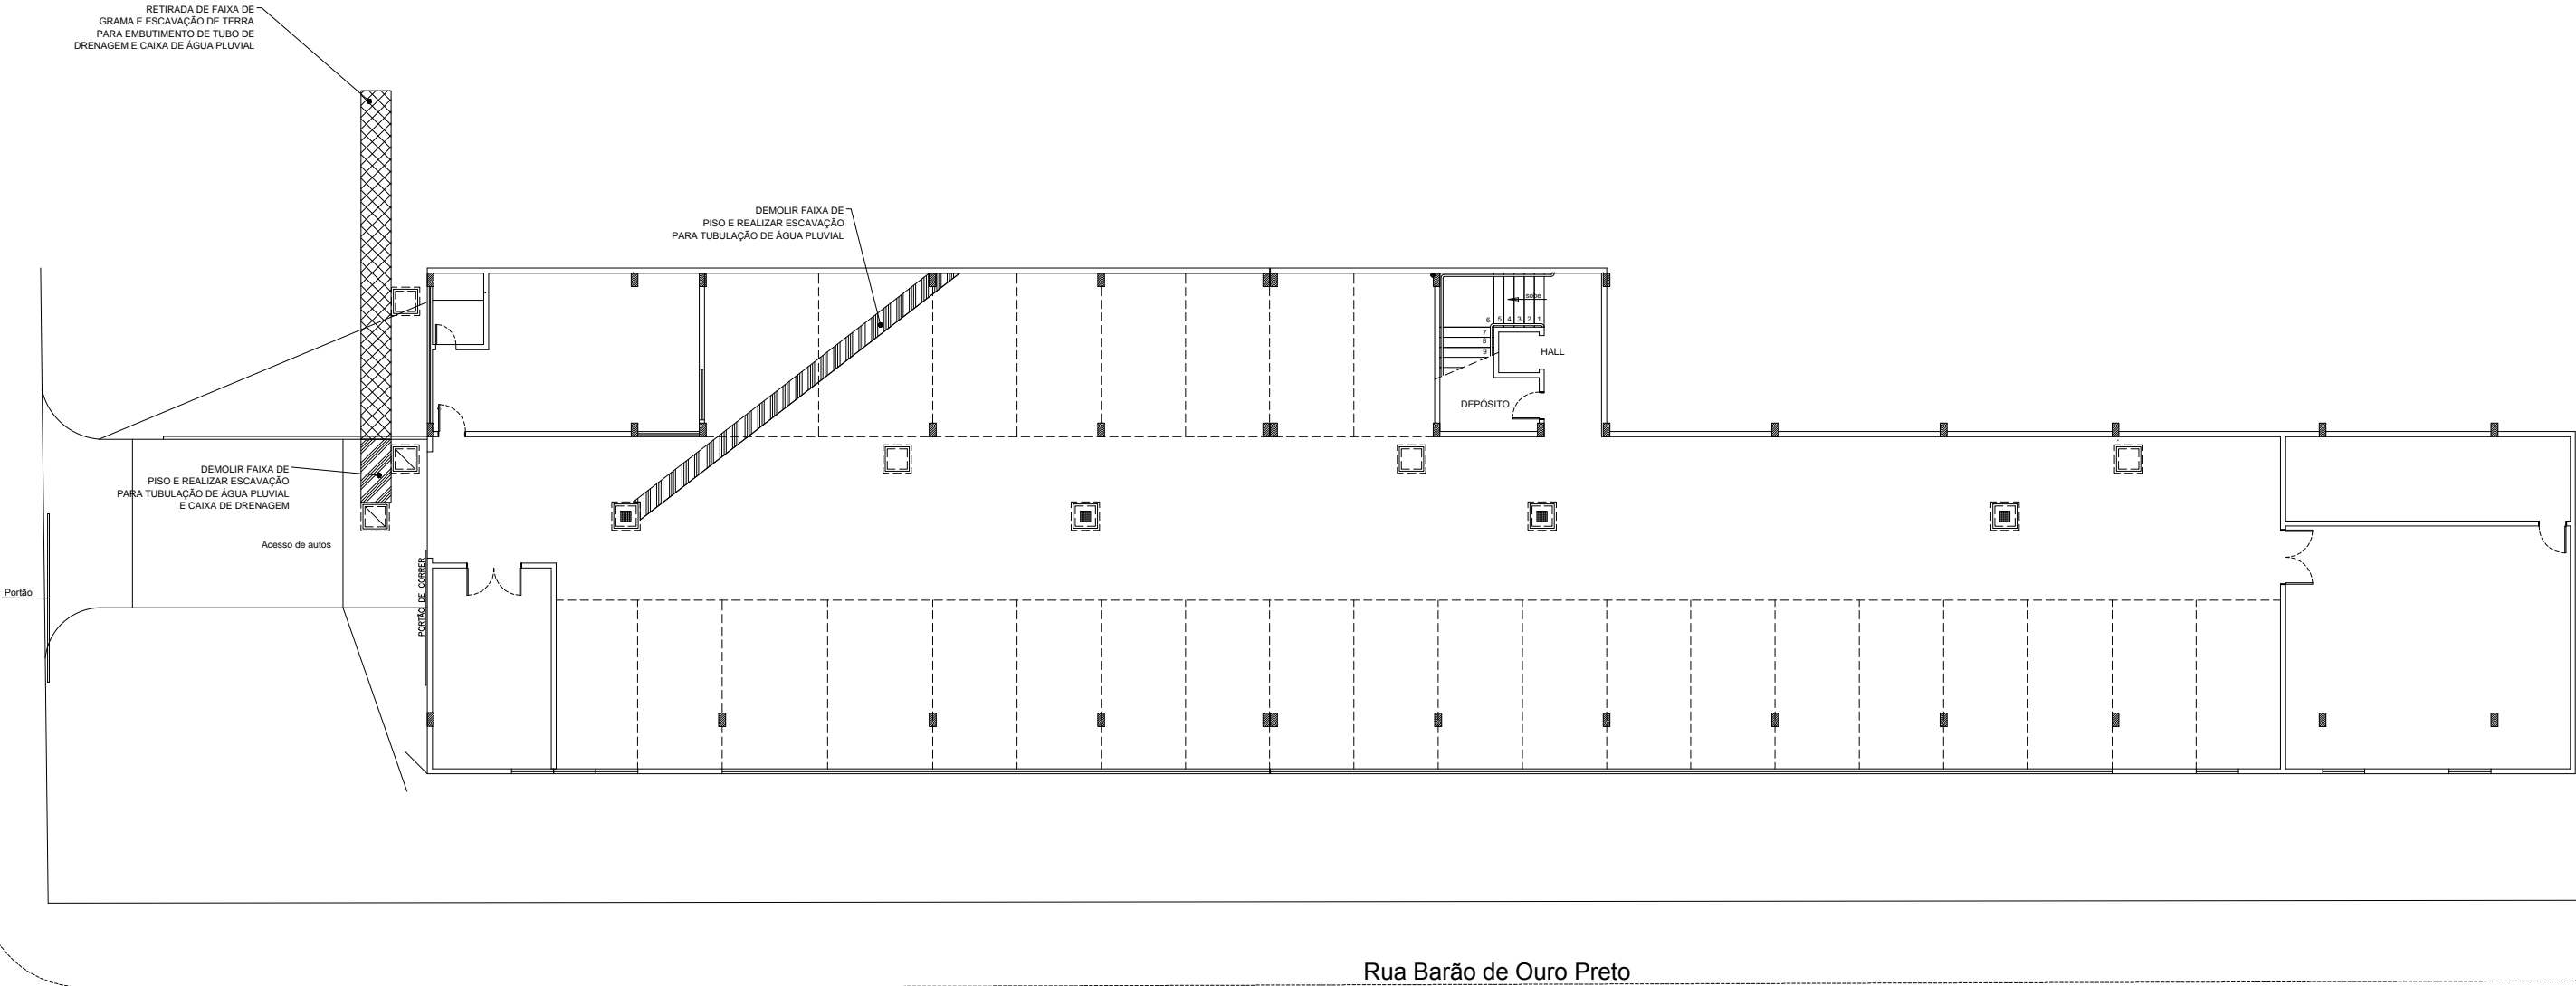 RETIRADA DE FAIXA DE
GRAMA E ESCAVAÇÃO DE TERRA
PARA EMBUTIMENTO DE TUBO DE
DRENAGEM E CAIXA DE ÁGUA PLUVIAL
DEMOLIR FAIXA DE
PISO E REALIZAR ESCAVAÇÃO
PARA TUBULAÇÃO DE ÁGUA PLUVIAL
sobe
6 5 4 3 2 1
7
8
9
HALL
DEPÓSITO
DEMOLIR FAIXA DE
PISO E REALIZAR ESCAVAÇÃO
PARA TUBULAÇÃO DE ÁGUA PLUVIAL
E CAIXA DE DRENAGEM
Acesso de autos
Portão
PORTÃO DE CORRER
Rua Barão de Ouro Preto